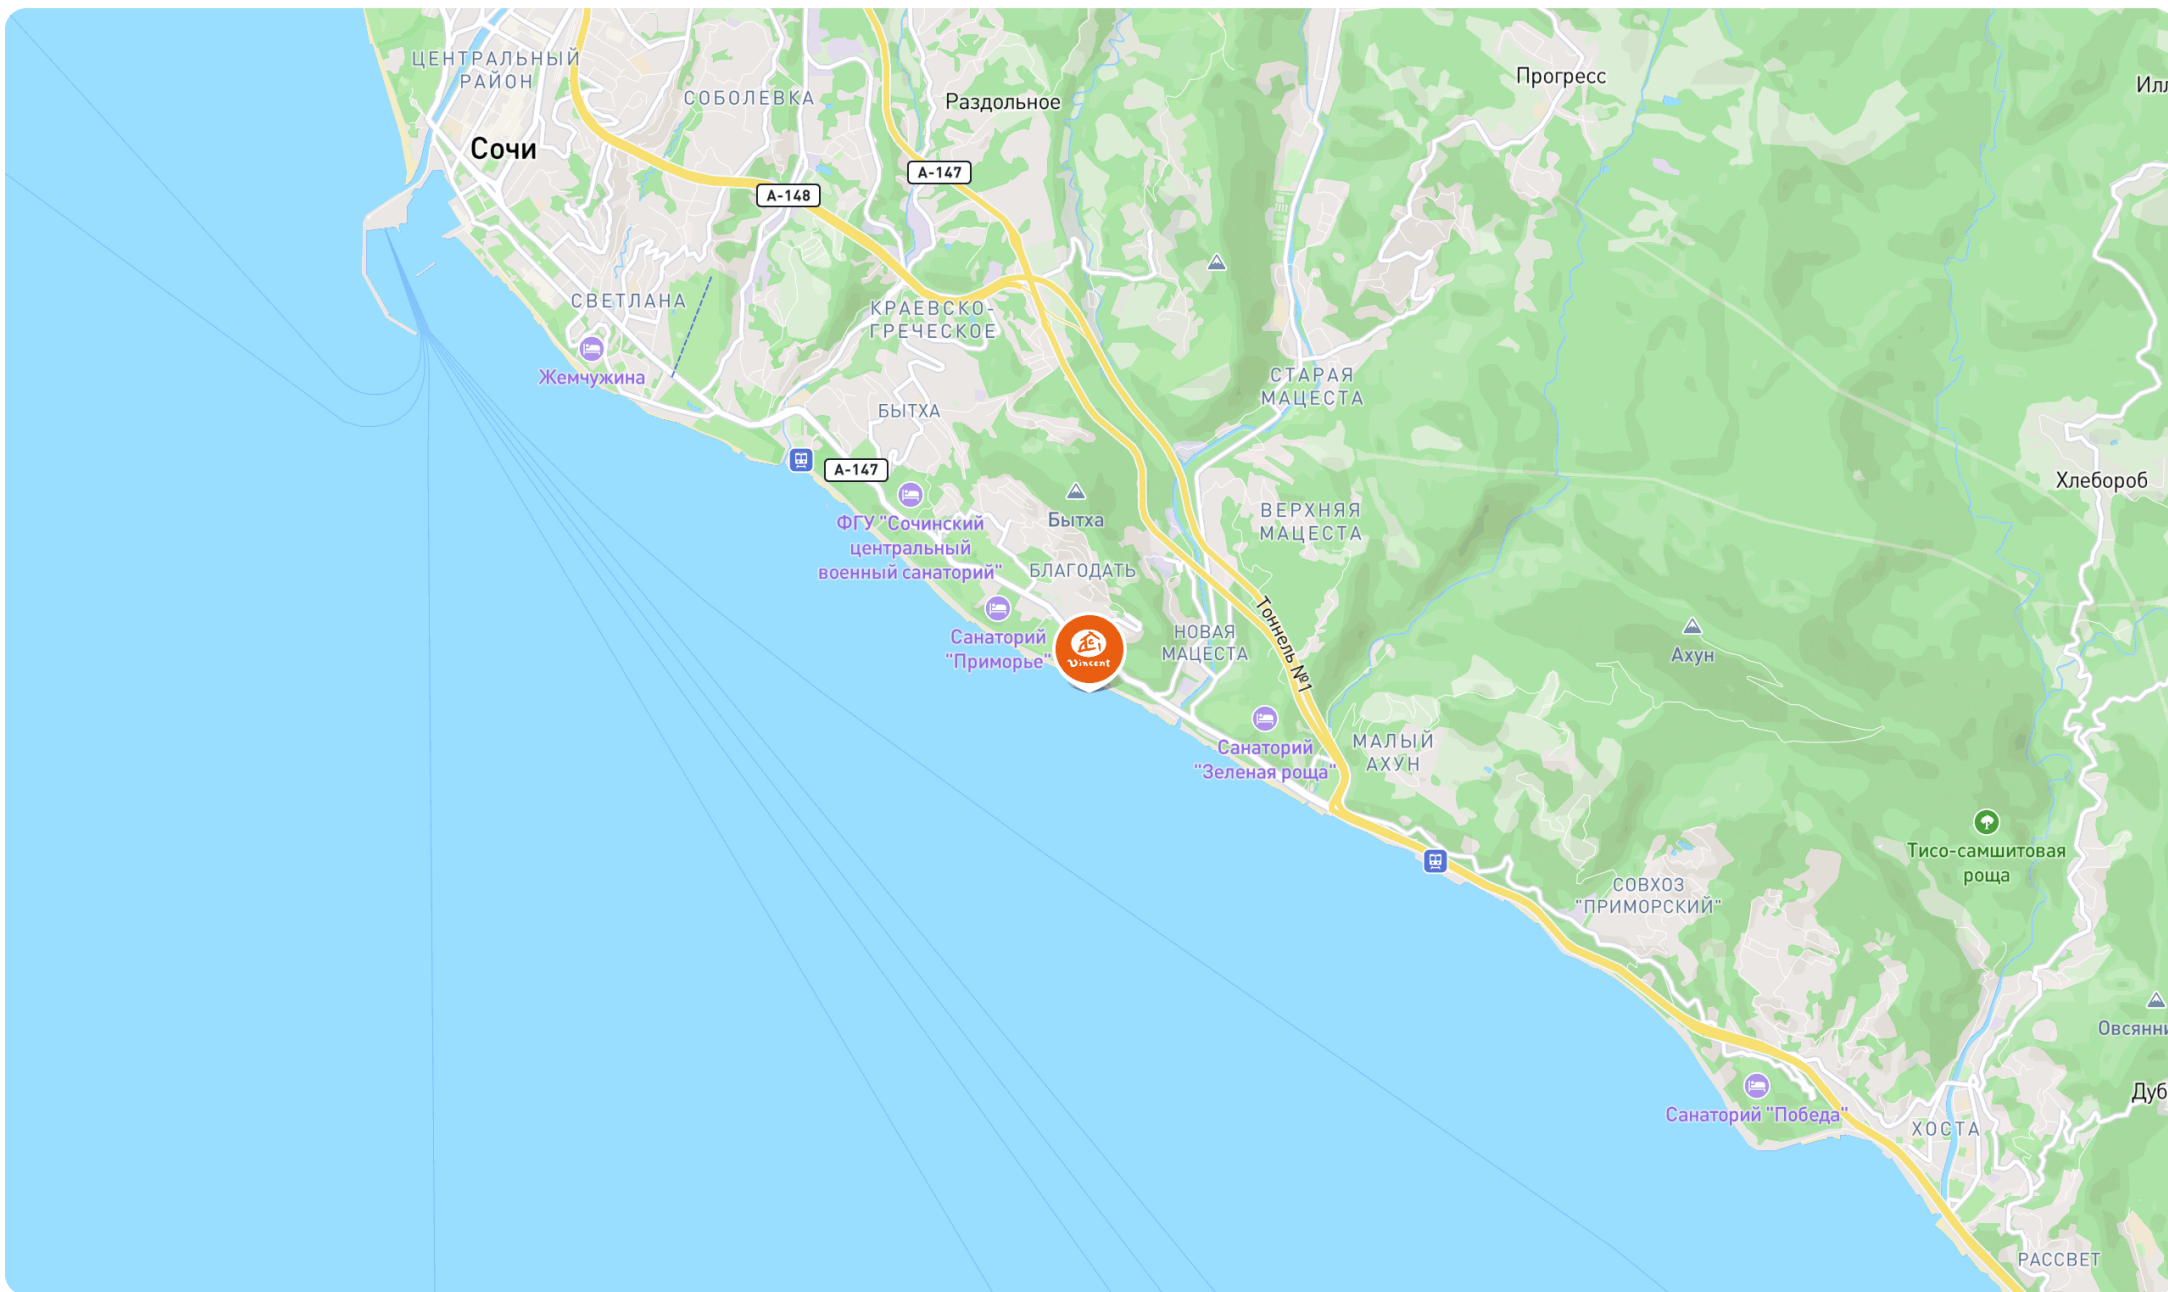 ЦЕНТРАЛЬНЫЙ
РАЙОН
СОБОЛЕВКА
Раздольное
Прогресс
Сочи
А-147
А-148
СВЕТЛАНА
КРАЕВСКО-
ГРЕЧЕСКОЕ
Жемчужина
БЫТХА
СТАРАЯ
МАЦЕСТА
А-147
Хлебороб
ФГУ "Сочинский
центральный
военный санаторий"
Бытха
ВЕРХНЯЯ
МАЦЕСТА
БЛАГОДАТЬ
Санаторий
"Приморье"
Vincent
НОВАЯ
МАЦЕСТА
Тоннель №1
Ахун
Санаторий
"Зеленая роща"
МАЛЫЙ
АХУН
Тисо-самшитовая
роща
СОВХОЗ
"ПРИМОРСКИЙ"
Овсянни
Дуб
Санаторий "Победа"
ХОСТА
РАССВЕТ